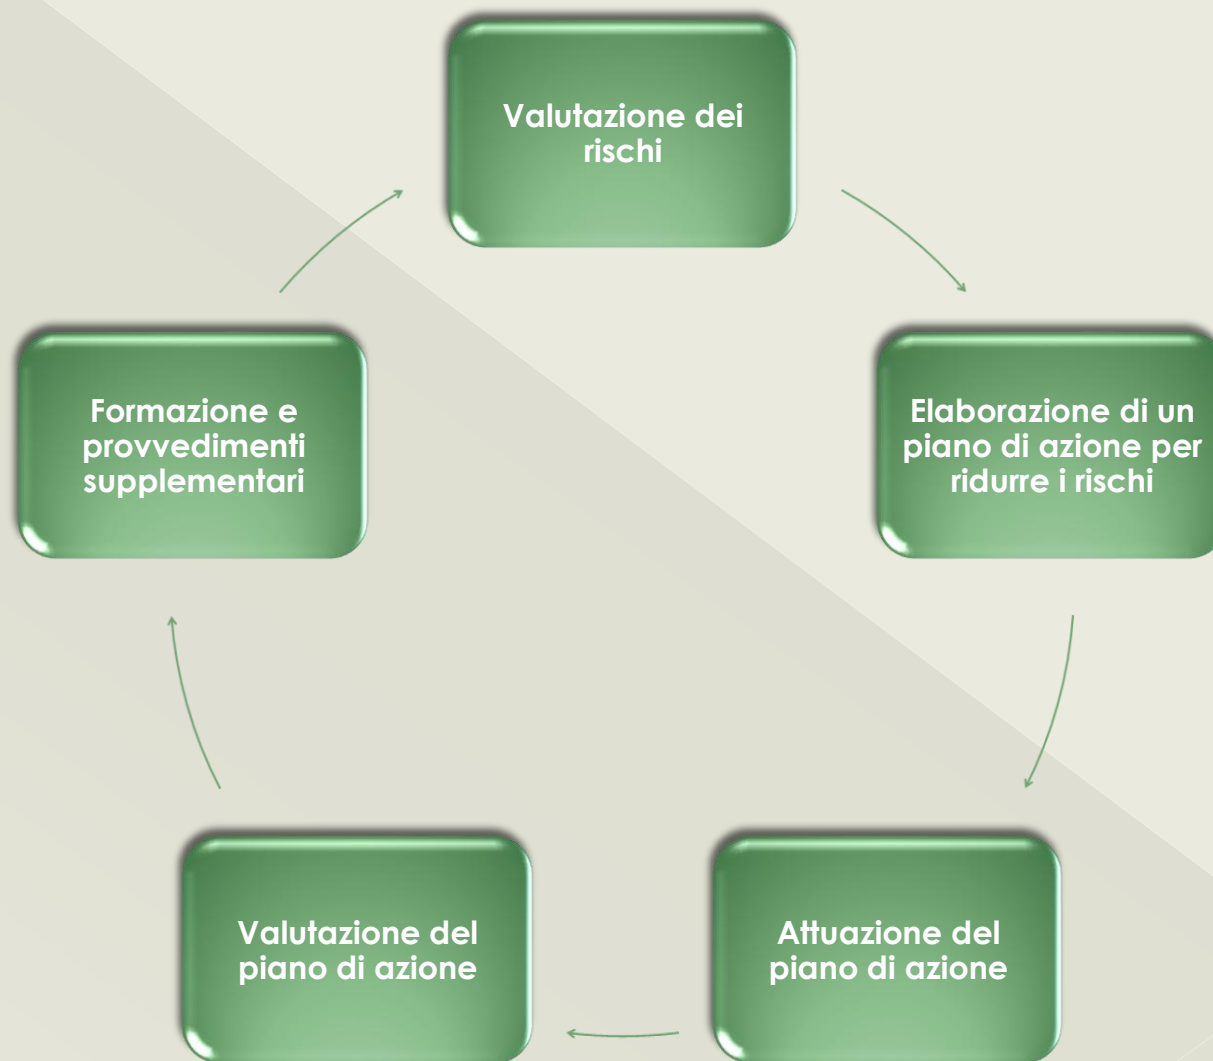 Valutazione dei
rischi
Elaborazione di un
piano di azione per
ridurre i rischi
Attuazione del
piano di azione
Valutazione del
piano di azione
Formazione e
provvedimenti
supplementari